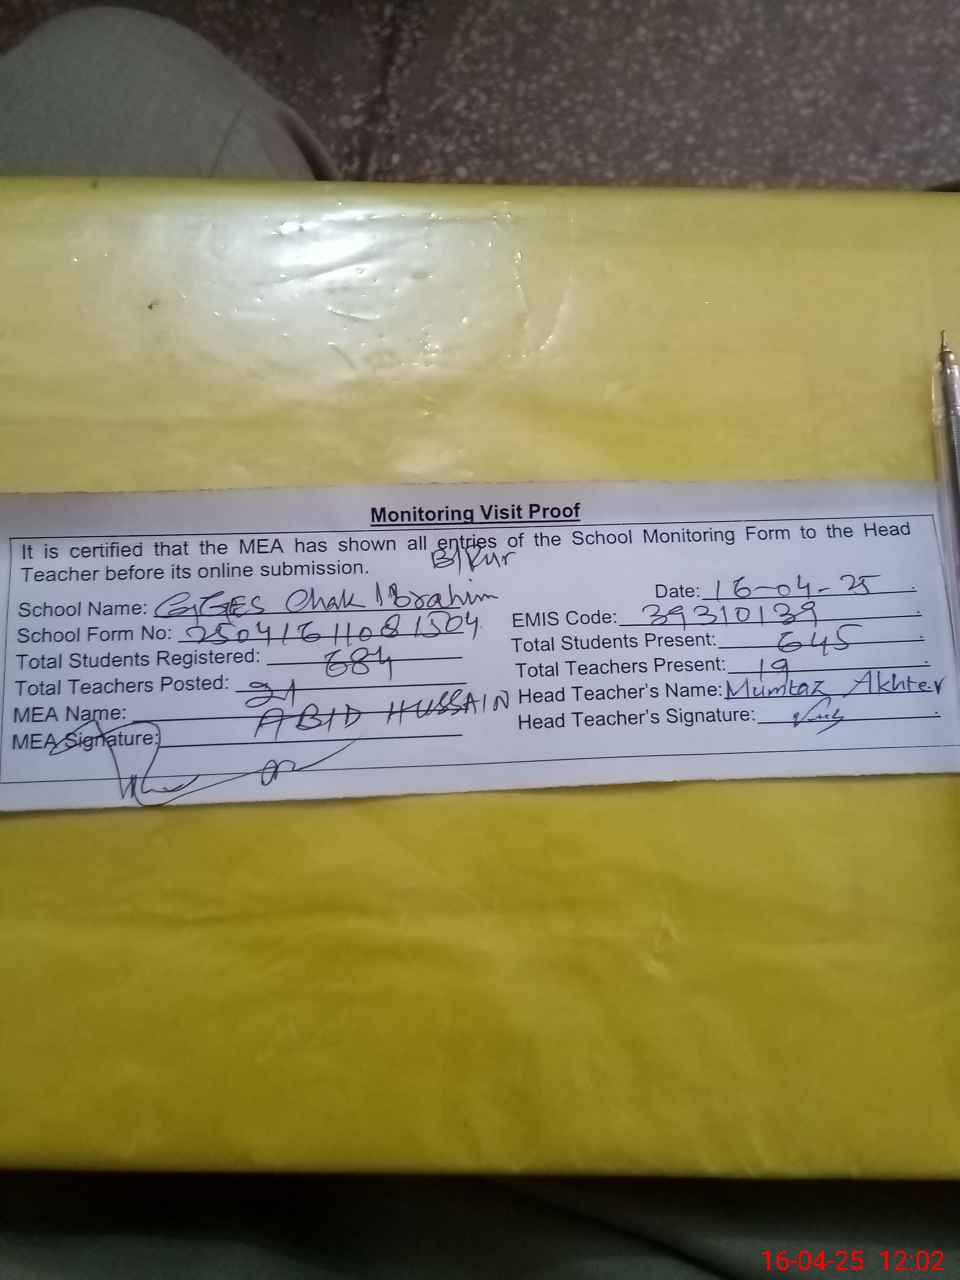 Monitoring Visit Proof
It is certified that the MEA has shown all entries of the School Monitoring Form to the Head
Teacher before its online submission.
B/Pur
School Name: GGES Chak Ibrahim
Date: 16-04-25
School Form No: 25041611081504
EMIS Code: 39310139
Total Students Registered: 684
Total Students Present: 645
Total Teachers Posted: 21
Total Teachers Present: 19
MEA Name: ABID HUSSAIN
Head Teacher's Name: Mumtaz Akhter
MEA Signature:
Head Teacher's Signature:
16-04-25 12:02